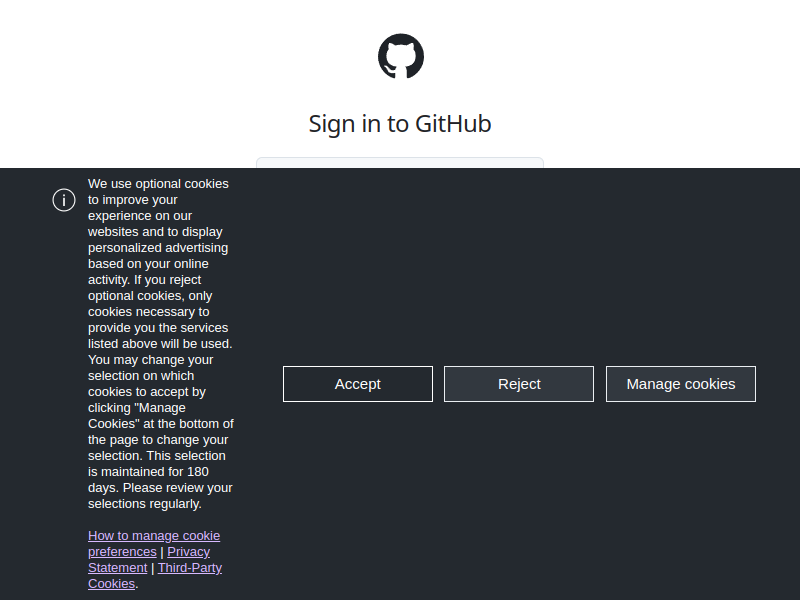 Sign in to GitHub
We use optional cookies
to improve your
experience on our
websites and to display
personalized advertising
based on your online
activity. If you reject
optional cookies, only
cookies necessary to
provide you the services
listed above will be used.
You may change your
selection on which
cookies to accept by
clicking "Manage
Cookies" at the bottom of
the page to change your
selection. This selection
is maintained for 180
days. Please review your
selections regularly.
How to manage cookie
preferences | Privacy
Statement | Third-Party
Cookies.
Accept
Reject
Manage cookies